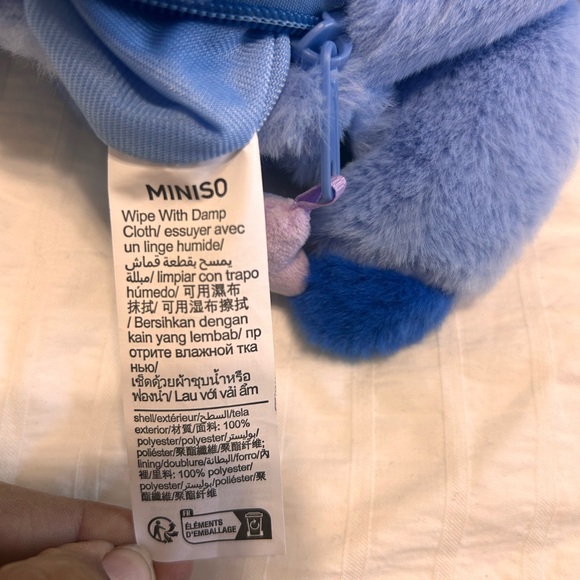 MINISO
Wipe With Damp
Cloth/ essuyer avec
un linge humide/
يمسح بقطعة قماش
مبللة/ limpiar con trapo
húmedo/ 可用濕布
抹拭/ 可用湿布擦拭
/ Bersihkan dengan
kain yang lembab/ пр
отрите влажной тка
нью/
เช็ดด้วยผ้าชุบน้ำหรือ
ฟองน้ำ/ Lau với vải ẩm
shell/extérieur/السطح/tela
exterior/材質/面料: 100%
polyester/polyester/بوليستر/
poliéster/聚酯纖維/聚酯纤维;
lining/doublure/البطانة/forro/內
裡/里料: 100% polyester/
polyester/بوليستر/poliéster/聚
酯纖維/聚酯纤维
FR
ÉLÉMENTS
D'EMBALLAGE